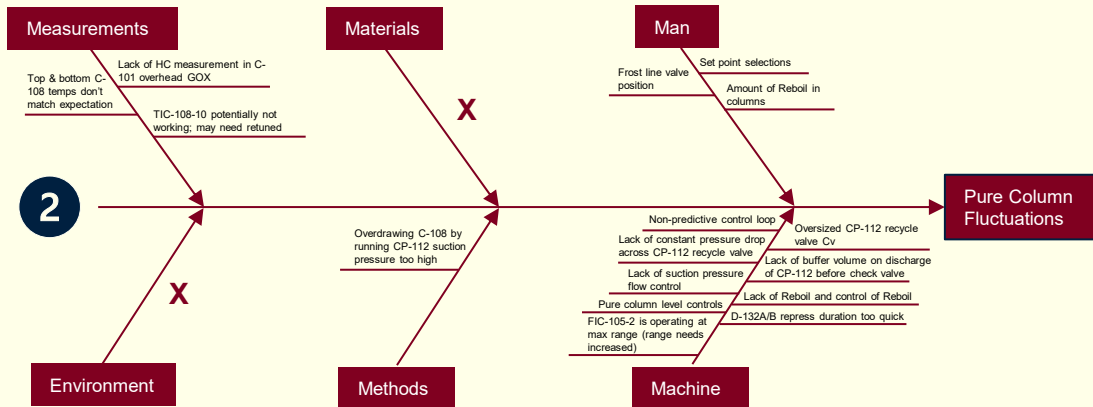 Measurements
Materials
Man
Lack of HC measurement in C-
101 overhead GOX
Top & bottom C-
108 temps don't
match expectation
TIC-108-10 potentially not
working; may need retuned
X
Set point selections
Frost line valve
position
Amount of Reboil in
columns
2
Pure Column
Fluctuations
X
Overdrawing C-108 by
running CP-112 suction
pressure too high
Non-predictive control loop
Oversized CP-112 recycle
valve Cv
Lack of constant pressure drop
across CP-112 recycle valve
Lack of buffer volume on discharge
of CP-112 before check valve
Lack of suction pressure
flow control
Lack of Reboil and control of Reboil
Pure column level controls
D-132A/B repress duration too quick
FIC-105-2 is operating at
max range (range needs
increased)
Environment
Methods
Machine